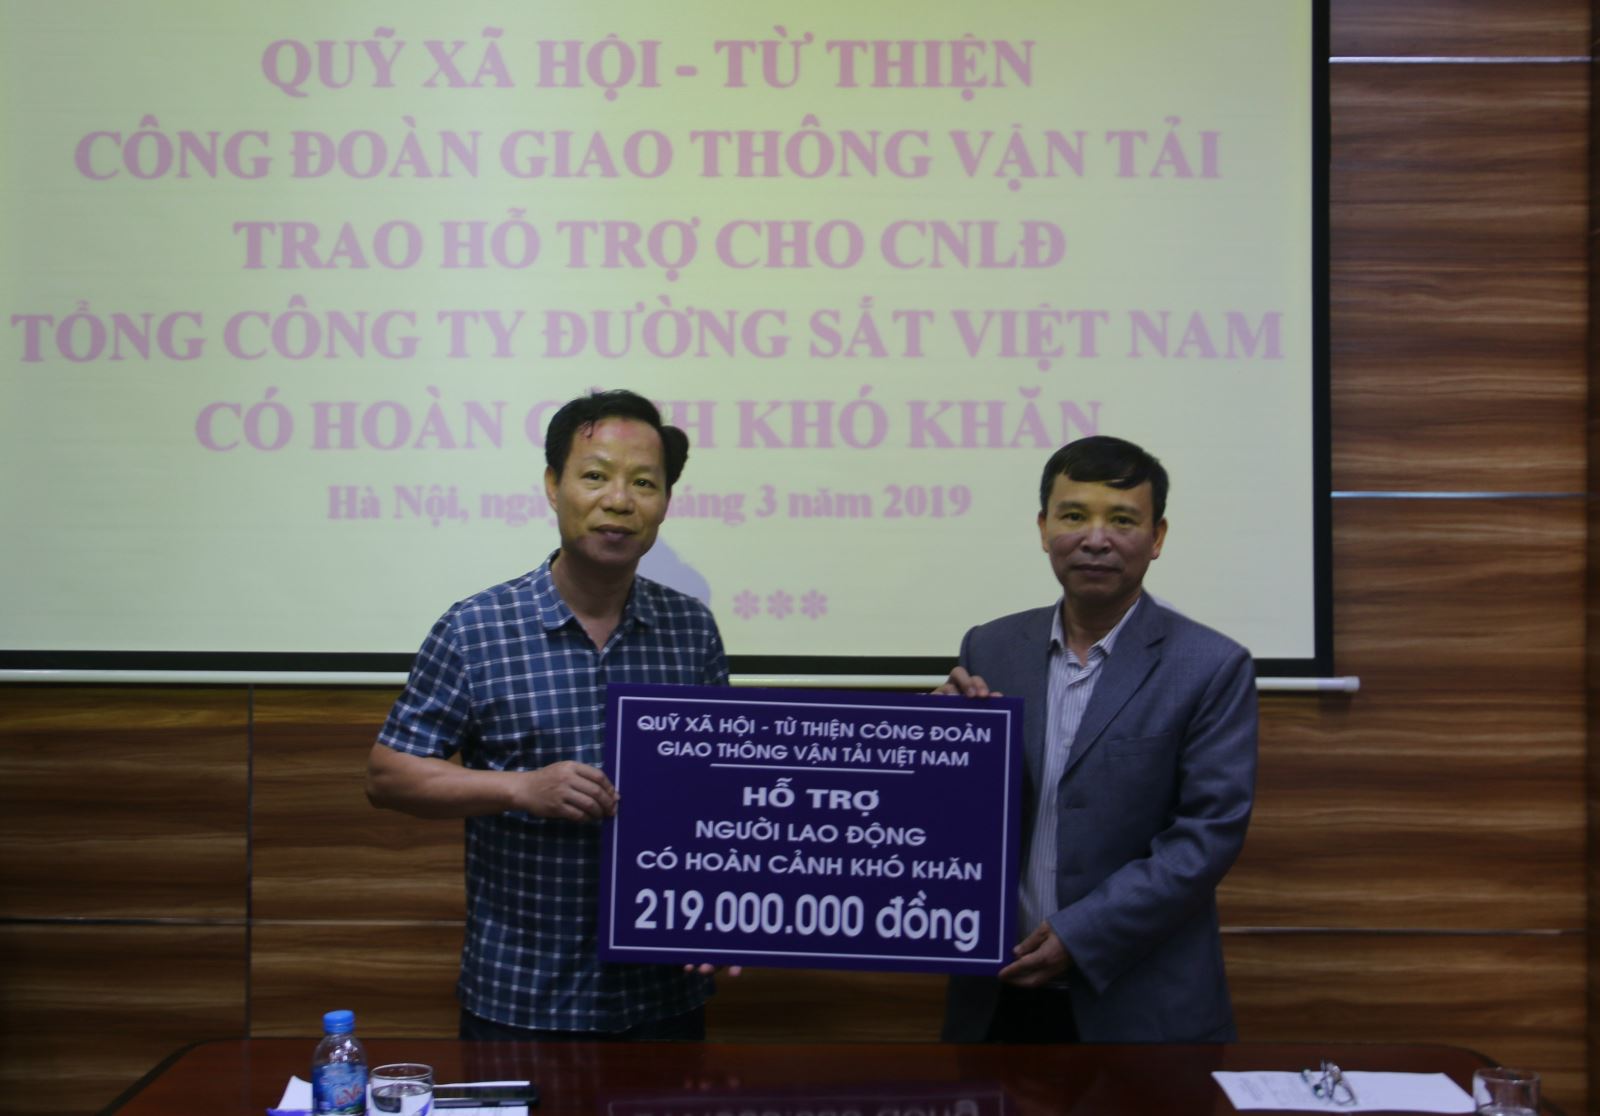 QUỸ XÃ HỘI - TỪ THIỆN
CÔNG ĐOÀN GIAO THÔNG VẬN TẢI
TRAO HỖ TRỢ CHO CNLĐ
TỔNG CÔNG TY ĐƯỜNG SẮT VIỆT NAM
CÓ HOÀN KHÓ KHĂN
Hà Nội, 3 năm 2019
***
QUỸ XÃ HỘI - TỪ THIỆN CÔNG ĐOÀN
GIAO THÔNG VẬN TẢI VIỆT NAM
HỖ TRỢ
NGƯỜI LAO ĐỘNG
CÓ HOÀN CẢNH KHÓ KHĂN
219.000.000 đồng